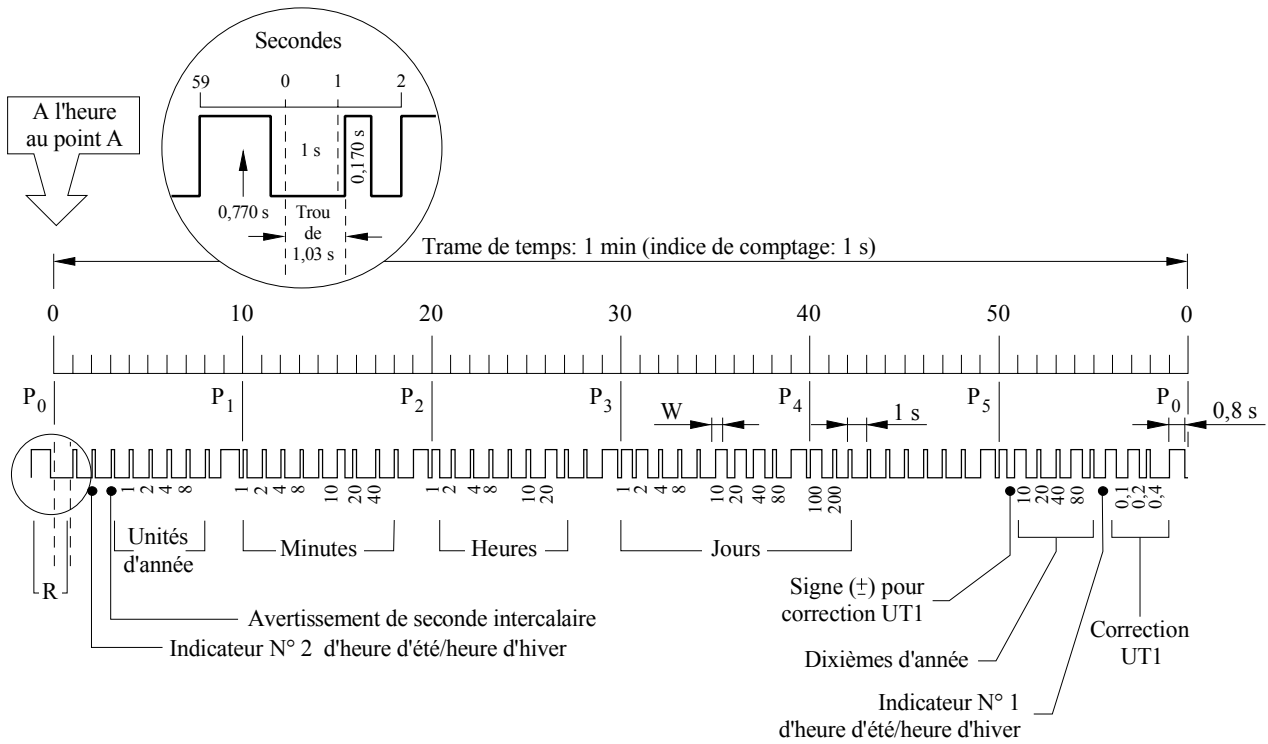 Secondes
59 0 1 2
A l'heure
au point A
1 s
0,170 s
0,770 s
Trou
de
1,03 s
Trame de temps: 1 min (indice de comptage: 1 s)
0 10 20 30 40 50 0
P0 P1 P2 P3 P4 P5 P0
W 1 s 0,8 s
1 2 4 8 1 2 4 8 10 20 40 1 2 4 8 10 20 1 2 4 8 10 20 40 80 100 200 10 20 40 80 0,1 0,2 0,4
Unités
d'année
Minutes
Heures
Jours
R
Signe (±) pour
correction UT1
Avertissement de seconde intercalaire
Indicateur N° 2 d'heure d'été/heure d'hiver
Dixièmes d'année
Correction
UT1
Indicateur N° 1
d'heure d'été/heure d'hiver